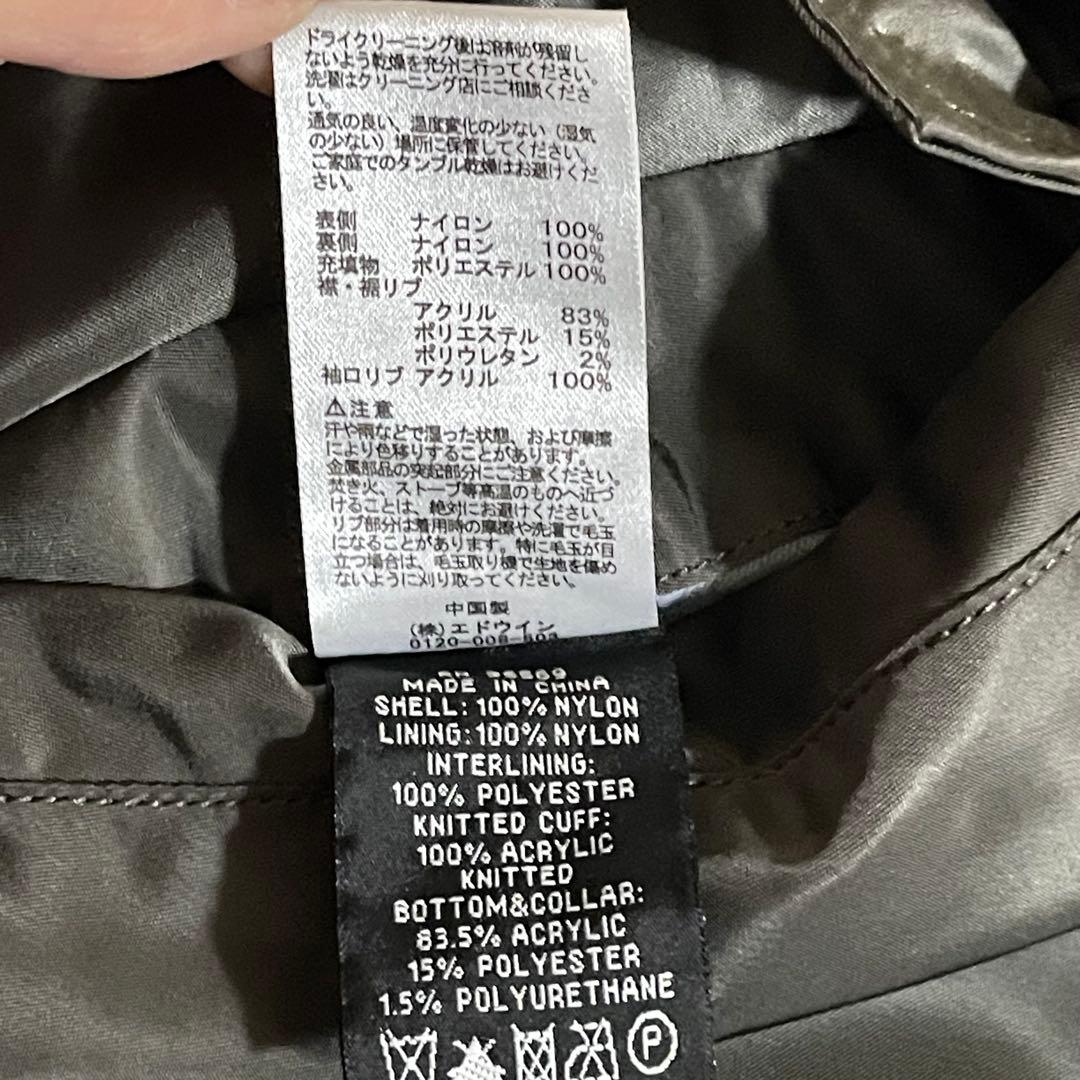 ドライクリーニング後は溶剤が残留し
ないよう乾燥を充分に行ってください。
洗濯はクリーニング店にご相談くださ
い。
通気の良い、温度変化の少ない（湿気
の少ない）場所に保管してください。
ご家庭でのタンブル乾燥はお避けくだ
さい。
表側 ナイロン 100%
裏側 ナイロン 100%
充填物 ポリエステル 100%
襟・裾リブ
アクリル 83%
ポリエステル 15%
ポリウレタン 2%
袖口リブ アクリル 100%
⚠注意
汗や雨などで湿った状態、および摩擦
により色移りすることがあります。
金属部品の突起部分にご注意ください。
焚き火、ストーブ等高温のものへ近づ
けることは、絶対にお避けください。
リブ部分は着用時の摩擦や洗濯で毛玉
になることがあります。特に毛玉が目
立つ場合は、毛玉取り機で生地を傷め
ないように刈り取ってください。
中国製
（株）エドウイン
0120-008-503
MADE IN CHINA
SHELL: 100% NYLON
LINING: 100% NYLON
INTERLINING:
100% POLYESTER
KNITTED CUFF:
100% ACRYLIC
KNITTED
BOTTOM&COLLAR:
83.5% ACRYLIC
15% POLYESTER
1.5% POLYURETHANE
P